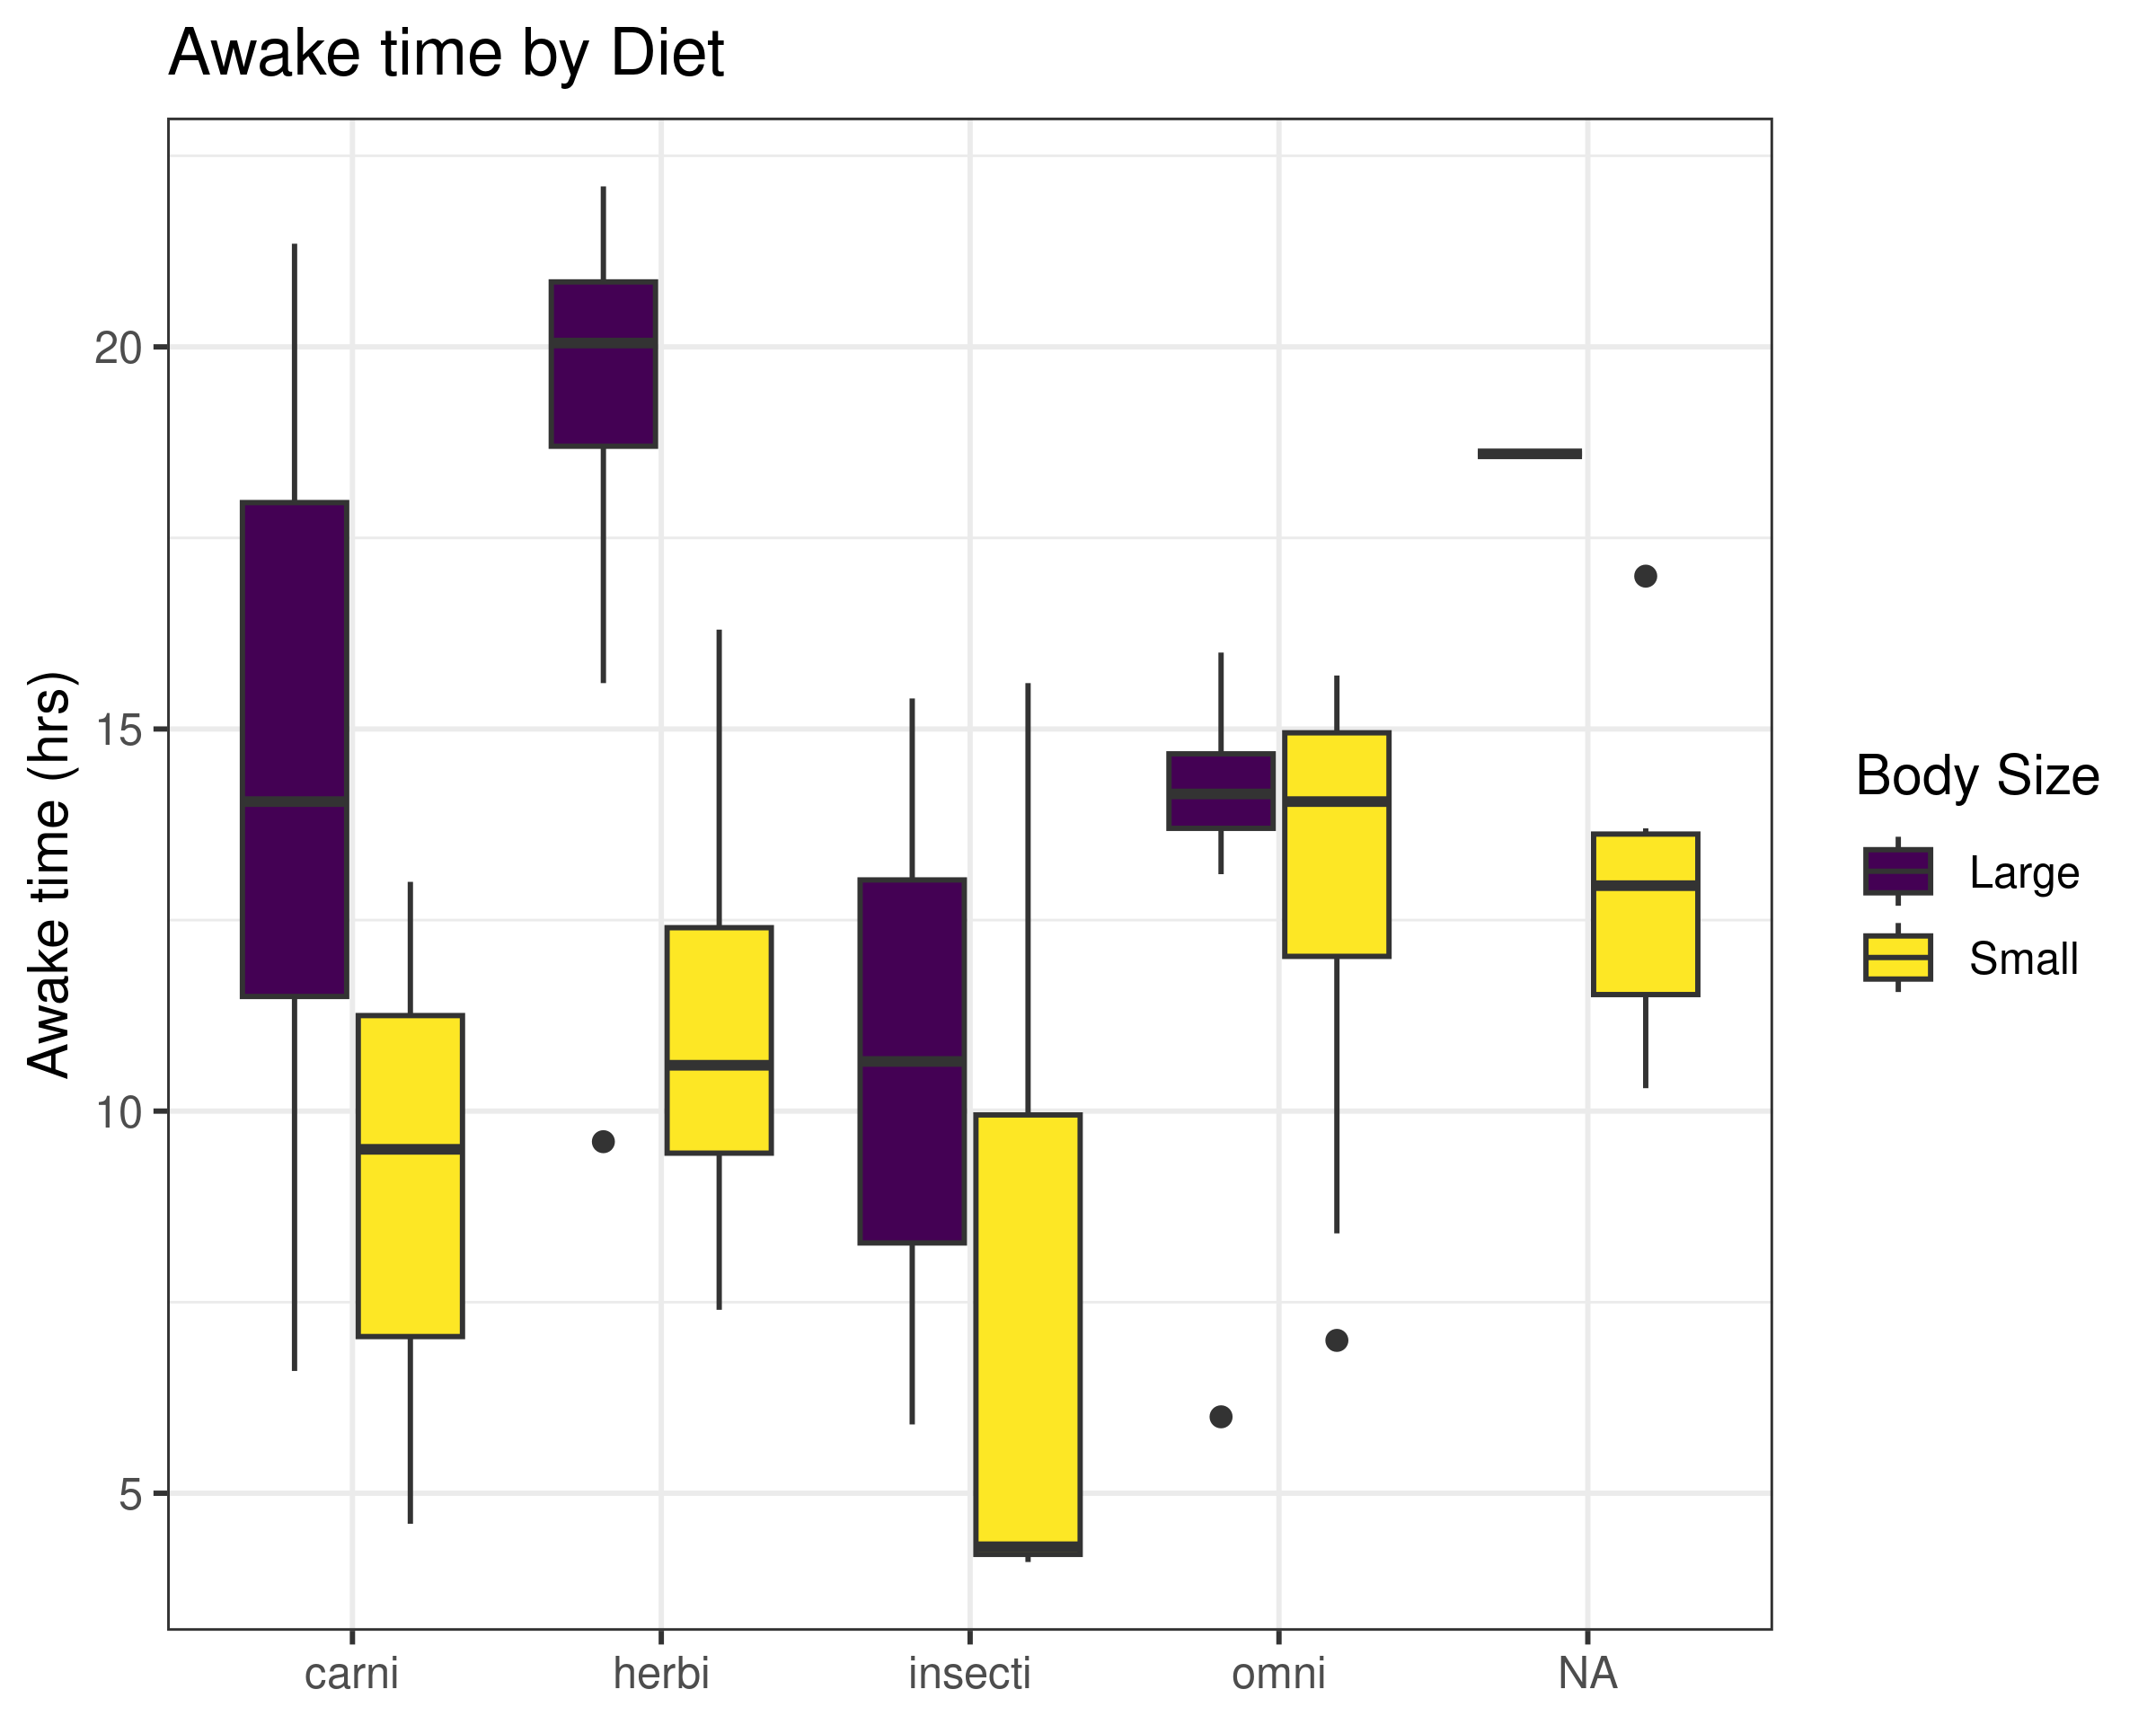 Awake time by Diet
Awake time (hrs)
20
15
10
5
carni herbi insecti omni NA
Body Size
Large
Small